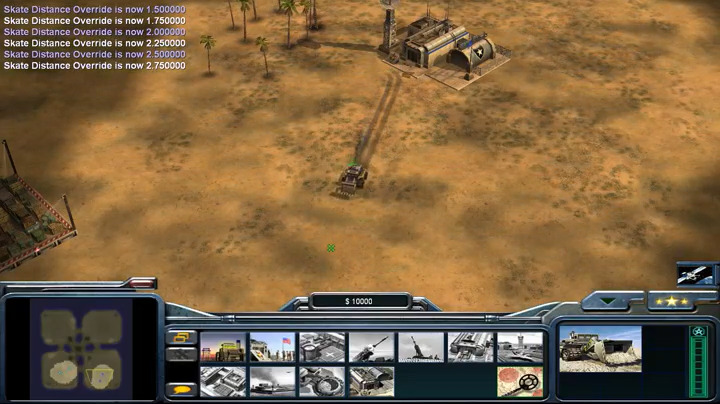 Skate Distance Override is now 1.500000
Skate Distance Override is now 1.750000
Skate Distance Override is now 2.000000
Skate Distance Override is now 2.250000
Skate Distance Override is now 2.500000
Skate Distance Override is now 2.750000
$ 10000